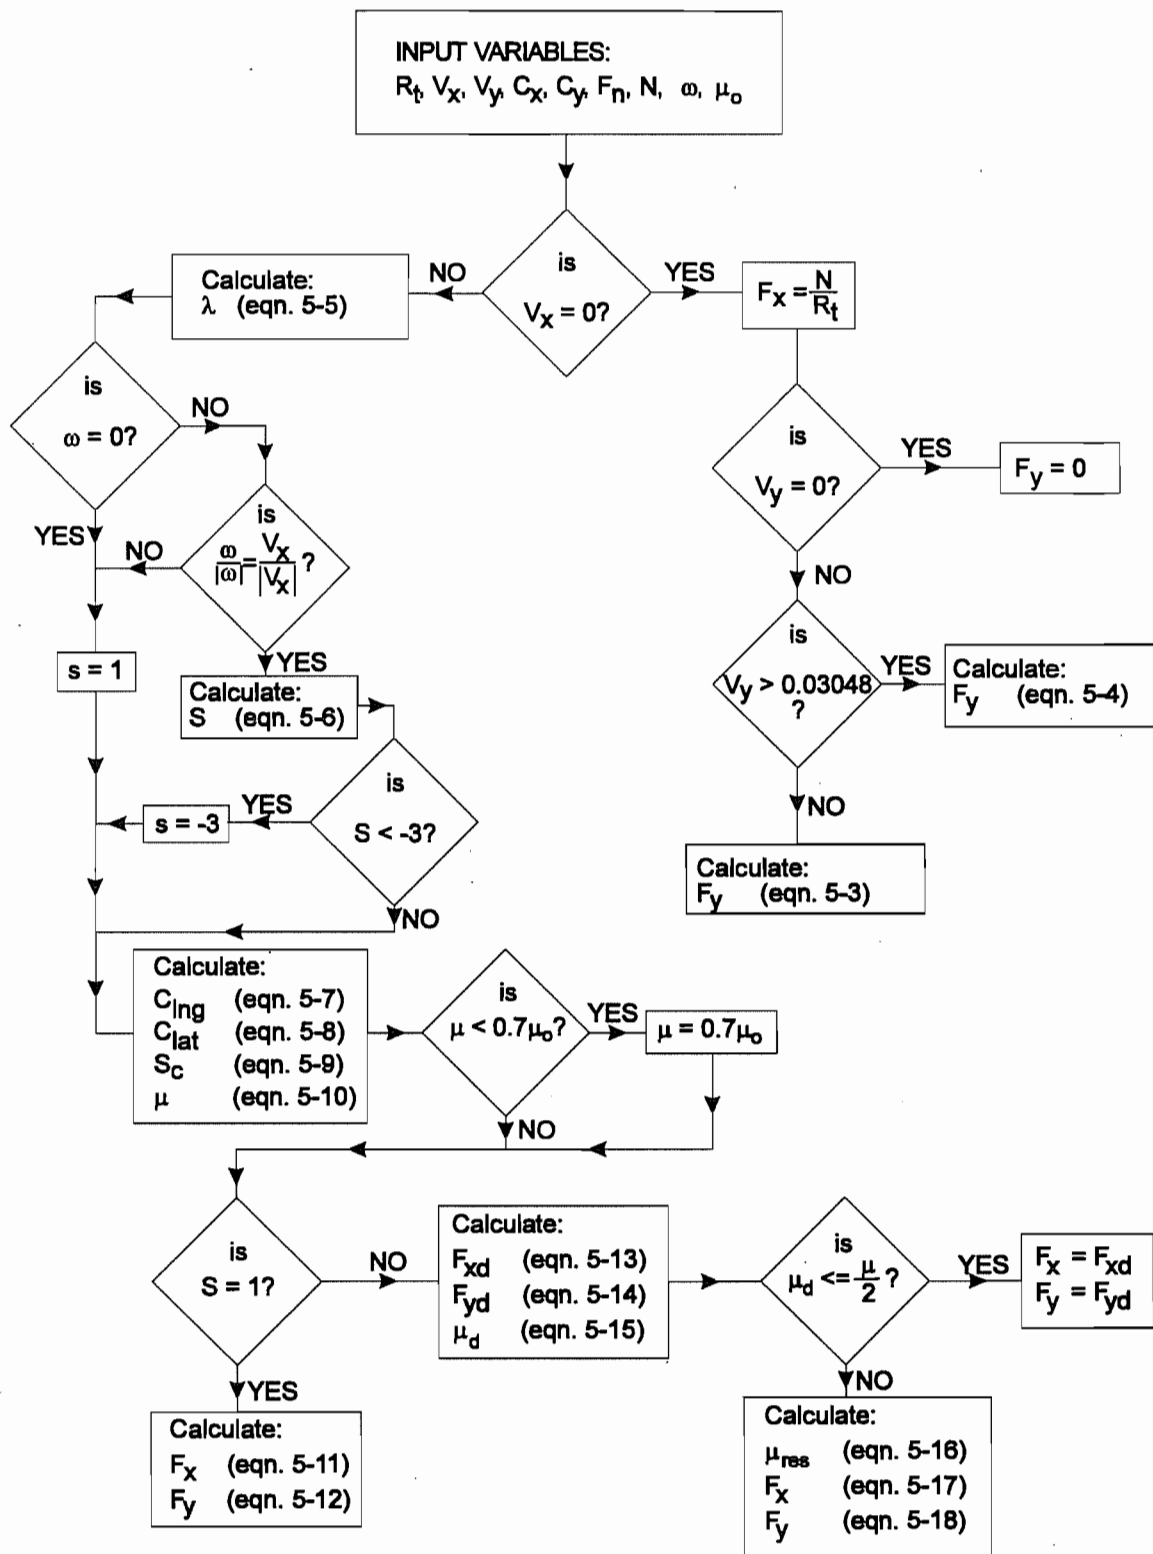 INPUT VARIABLES:
Rt, Vx, Vy, Cx, Cy, Fn, N, ω, μo
is
Vx = 0?
NO
YES
Calculate:
λ (eqn. 5-5)
Fx = N/Rt
is
ω = 0?
NO
YES
is
ω/|ω| = Vx/|Vx| ?
NO
YES
is
Vy = 0?
YES
Fy = 0
NO
s = 1
Calculate:
S (eqn. 5-6)
is
Vy > 0.03048
?
YES
Calculate:
Fy (eqn. 5-4)
NO
is
S < -3?
YES
s = -3
NO
Calculate:
Fy (eqn. 5-3)
Calculate:
Clng (eqn. 5-7)
Clat (eqn. 5-8)
Sc (eqn. 5-9)
μ (eqn. 5-10)
is
μ < 0.7μo?
YES
μ = 0.7μo
NO
is
S = 1?
NO
Calculate:
Fxd (eqn. 5-13)
Fyd (eqn. 5-14)
μd (eqn. 5-15)
is
μd <= μ/2 ?
YES
Fx = Fxd
Fy = Fyd
YES
Calculate:
Fx (eqn. 5-11)
Fy (eqn. 5-12)
NO
Calculate:
μres (eqn. 5-16)
Fx (eqn. 5-17)
Fy (eqn. 5-18)